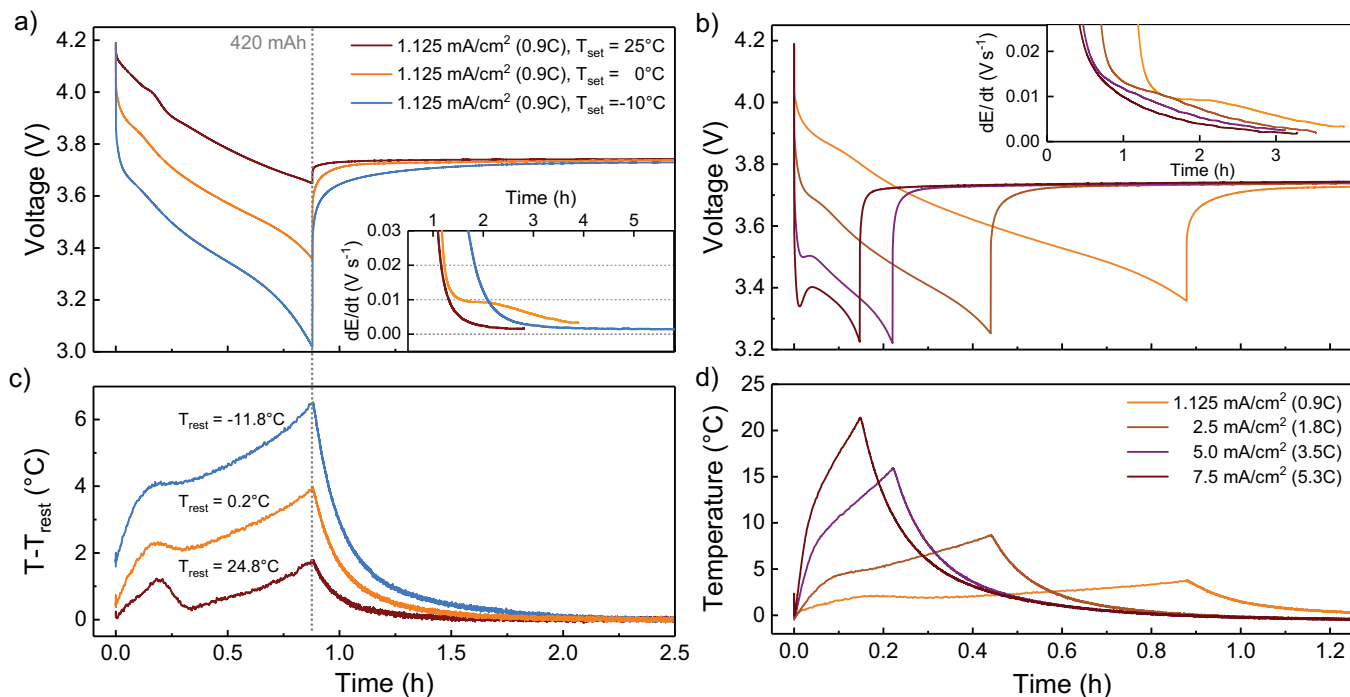 a)
420 mAh
1.125 mA/cm² (0.9C), T_set = 25°C
1.125 mA/cm² (0.9C), T_set = 0°C
1.125 mA/cm² (0.9C), T_set = -10°C
4.2
4.0
3.8
3.6
3.4
3.2
3.0
Voltage (V)
Time (h)
1 2 3 4 5
0.03
0.02
0.01
0.00
dE/dt (V s⁻¹)
b)
4.2
4.0
3.8
3.6
3.4
3.2
Voltage (V)
0.02
0.01
0.00
dE/dt (V s⁻¹)
0 1 2 3
Time (h)
c)
6
4
2
0
T-T_rest (°C)
T_rest = -11.8°C
T_rest = 0.2°C
T_rest = 24.8°C
0.0 0.5 1.0 1.5 2.0 2.5
Time (h)
d)
25
20
15
10
5
0
Temperature (°C)
1.125 mA/cm² (0.9C)
2.5 mA/cm² (1.8C)
5.0 mA/cm² (3.5C)
7.5 mA/cm² (5.3C)
0.0 0.2 0.4 0.6 0.8 1.0 1.2
Time (h)